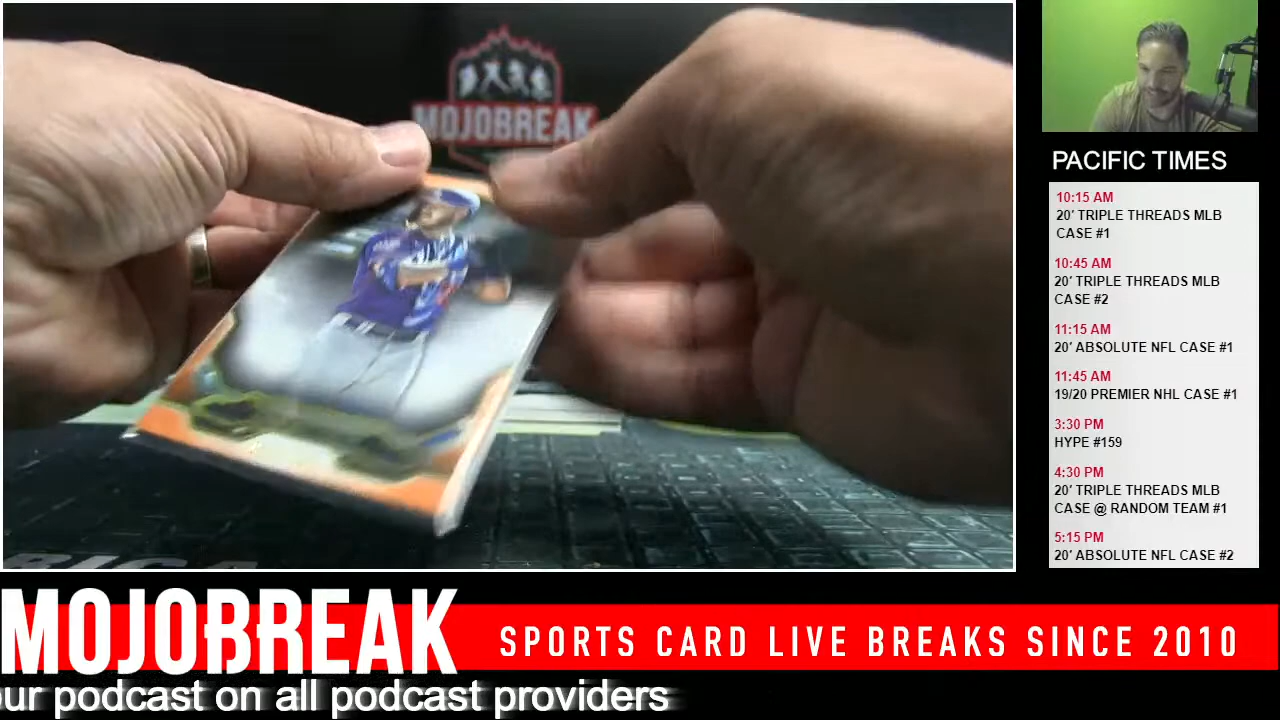 MOJOBREAK
PACIFIC TIMES
10:15 AM
20' TRIPLE THREADS MLB
CASE #1
10:45 AM
20' TRIPLE THREADS MLB
CASE #2
11:15 AM
20' ABSOLUTE NFL CASE #1
11:45 AM
19/20 PREMIER NHL CASE #1
3:30 PM
HYPE #159
4:30 PM
20' TRIPLE THREADS MLB
CASE @ RANDOM TEAM #1
5:15 PM
20' ABSOLUTE NFL CASE #2
MOJOBREAK
SPORTS CARD LIVE BREAKS SINCE 2010
our podcast on all podcast providers